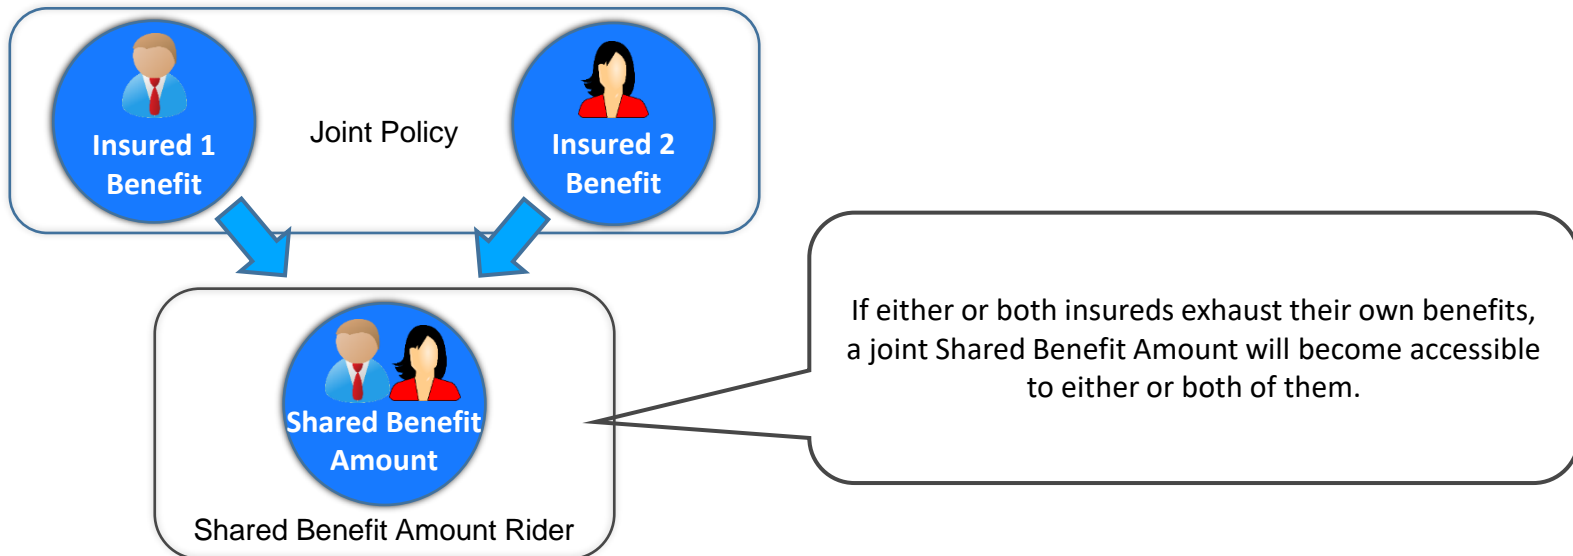 Insured 1
Benefit
Joint Policy
Insured 2
Benefit
Shared Benefit
Amount
Shared Benefit Amount Rider
If either or both insureds exhaust their own benefits,
a joint Shared Benefit Amount will become accessible
to either or both of them.